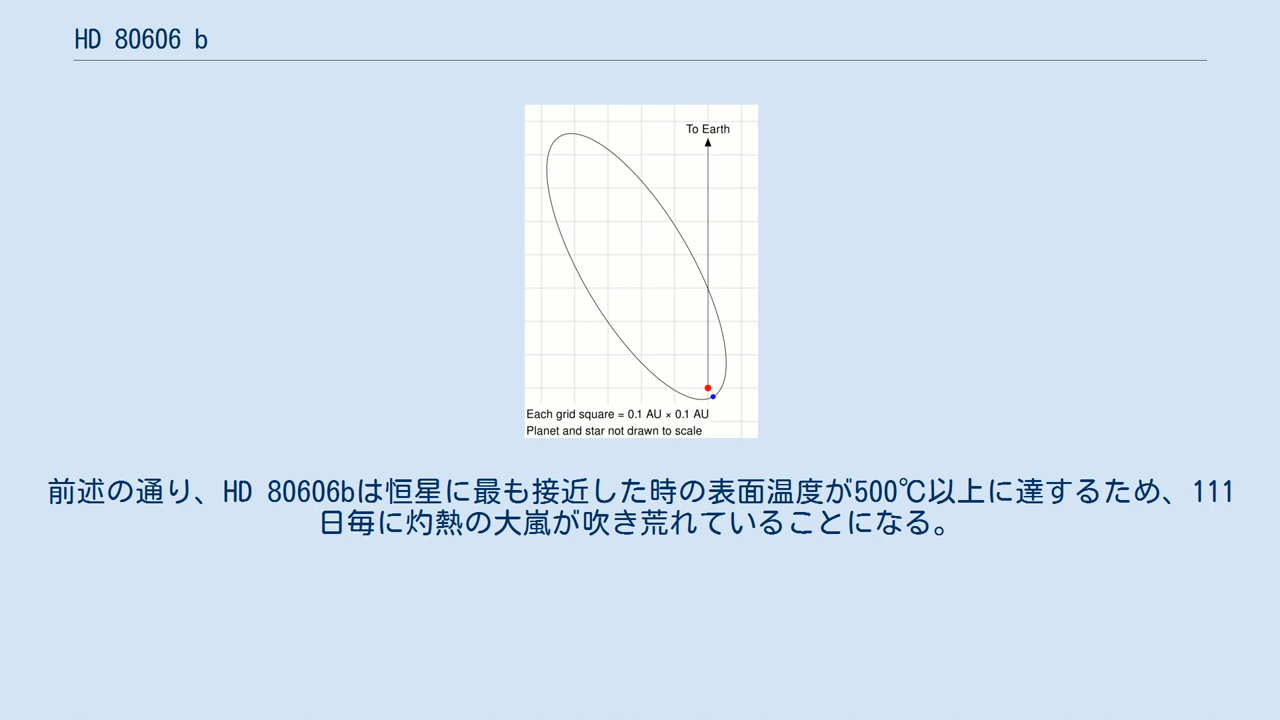 HD 80606 b
To Earth
Each grid square = 0.1 AU × 0.1 AU
Planet and star not drawn to scale
前述の通り、HD 80606bは恒星に最も接近した時の表面温度が500℃以上に達するため、111
日毎に灼熱の大嵐が吹き荒れていることになる。